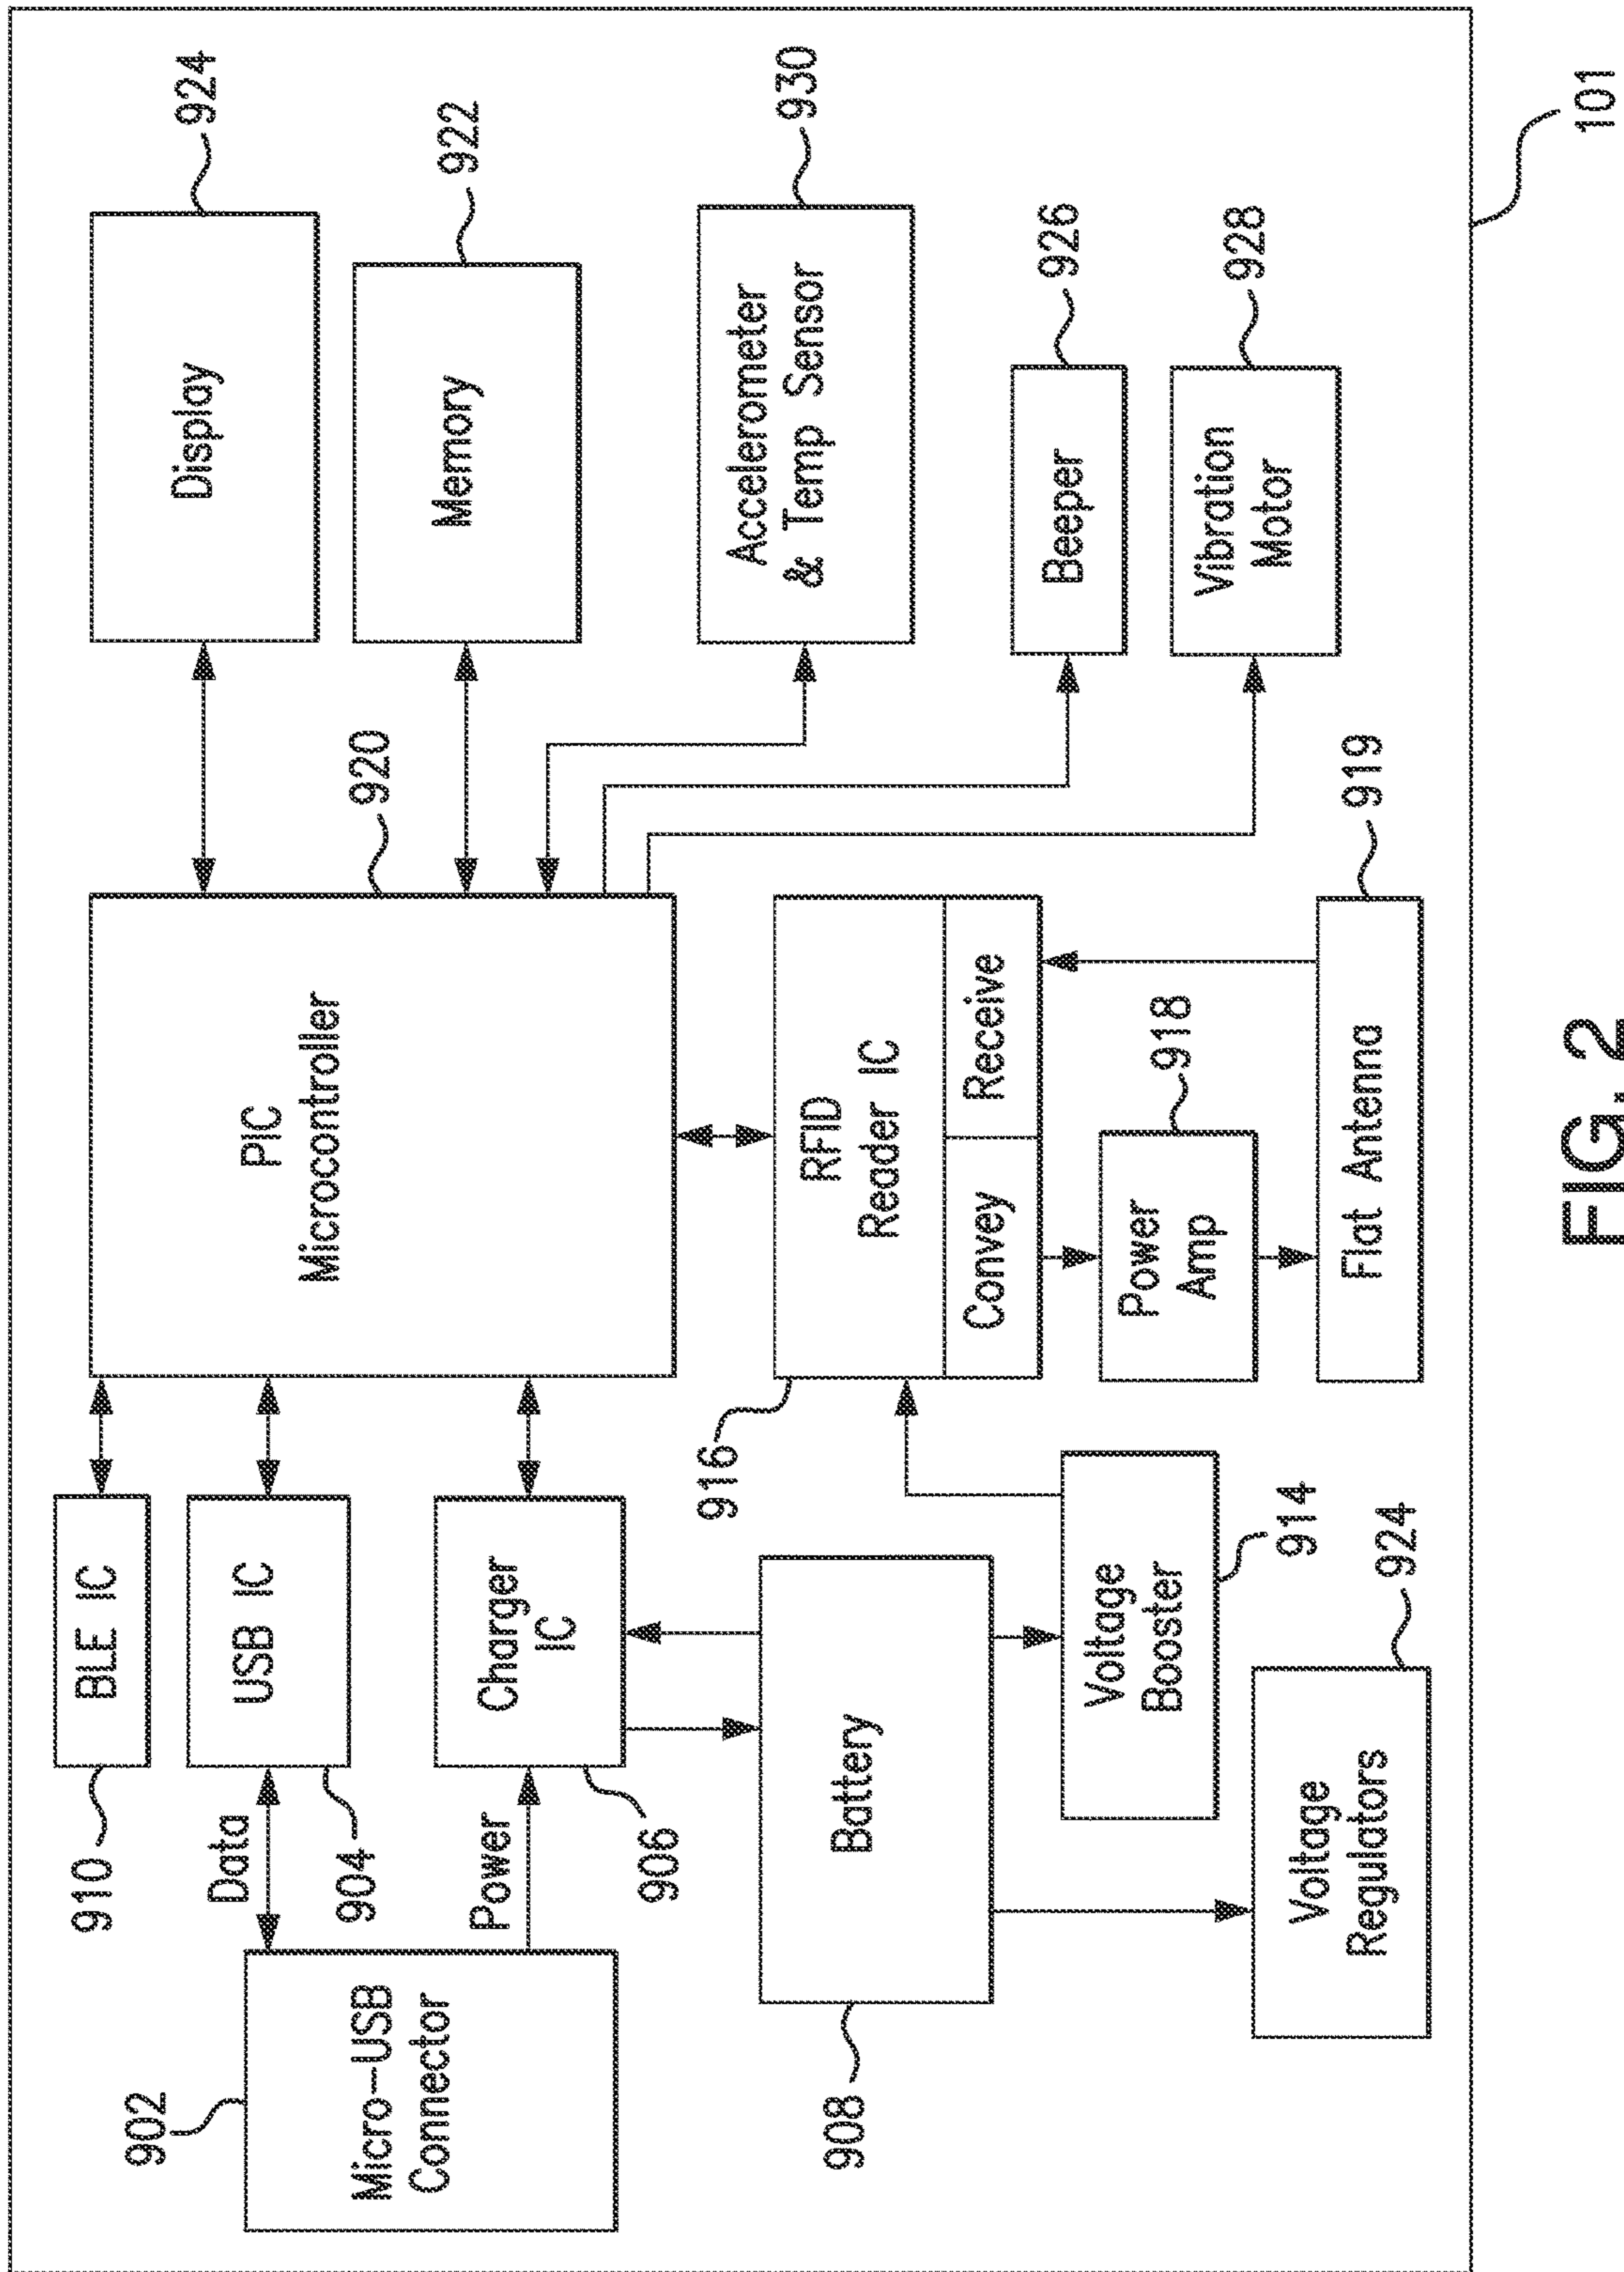 902
Micro-USB
Connector
Data
Power
910
BLE IC
904
USB IC
906
Charger
IC
908
Battery
914
Voltage
Booster
924
Voltage
Regulators
920
PIC
Microcontroller
916
RFID
Reader IC
Convey
Receive
918
Power
Amp
919
Flat Antenna
924
Display
922
Memory
930
Accelerometer
& Temp Sensor
926
Beeper
928
Vibration
Motor
101
FIG. 2